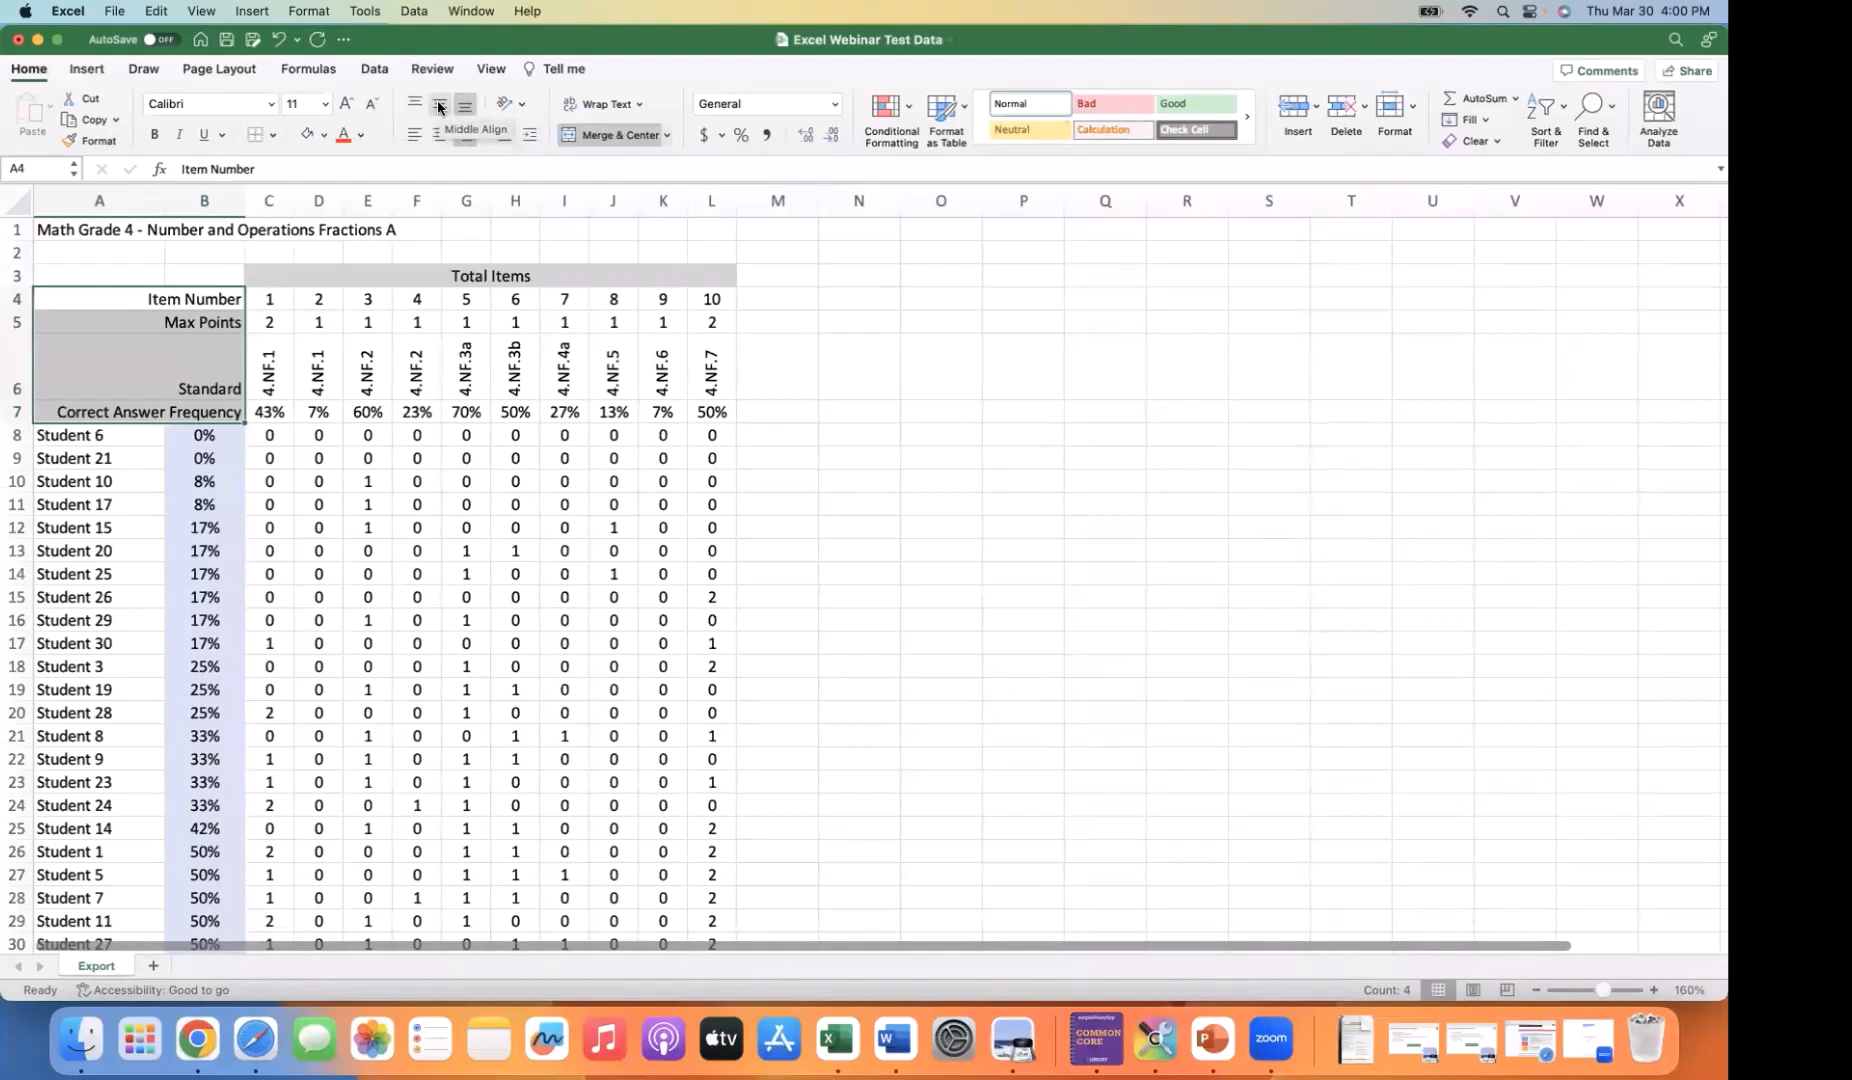 Excel File Edit View Insert Format Tools Data Window Help Thu Mar 30 4:00 PM
AutoSave OFF Excel Webinar Test Data
Home Insert Draw Page Layout Formulas Data Review View Tell me Comments Share
Paste Cut Copy Format
Calibri 11
B I U A
Middle Align
Wrap Text
Merge & Center
General
$ % ,
Conditional Formatting
Format as Table
Normal Bad Good
Neutral Calculation Check Cell
Insert Delete Format
AutoSum Fill Clear
Sort & Filter
Find & Select
Analyze Data
A4 fx Item Number
A B C D E F G H I J K L M N O P Q R S T U V W X
1 Math Grade 4 - Number and Operations Fractions A
2
3 Total Items
4 Item Number 1 2 3 4 5 6 7 8 9 10
5 Max Points 2 1 1 1 1 1 1 1 1 2
6 Standard 4.NF.1 4.NF.1 4.NF.2 4.NF.2 4.NF.3a 4.NF.3b 4.NF.4a 4.NF.5 4.NF.6 4.NF.7
7 Correct Answer Frequency 43% 7% 60% 23% 70% 50% 27% 13% 7% 50%
8 Student 6 0% 0 0 0 0 0 0 0 0 0 0
9 Student 21 0% 0 0 0 0 0 0 0 0 0 0
10 Student 10 8% 0 0 1 0 0 0 0 0 0 0
11 Student 17 8% 0 0 1 0 0 0 0 0 0 0
12 Student 15 17% 0 0 1 0 0 0 0 1 0 0
13 Student 20 17% 0 0 0 0 1 1 0 0 0 0
14 Student 25 17% 0 0 0 0 1 0 0 1 0 0
15 Student 26 17% 0 0 0 0 0 0 0 0 0 2
16 Student 29 17% 0 0 1 0 1 0 0 0 0 0
17 Student 30 17% 1 0 0 0 0 0 0 0 0 1
18 Student 3 25% 0 0 0 0 1 0 0 0 0 2
19 Student 19 25% 0 0 1 0 1 1 0 0 0 0
20 Student 28 25% 2 0 0 0 1 0 0 0 0 0
21 Student 8 33% 0 0 1 0 0 1 1 0 0 1
22 Student 9 33% 1 0 1 0 1 1 0 0 0 0
23 Student 23 33% 1 0 1 0 1 0 0 0 0 1
24 Student 24 33% 2 0 0 1 1 0 0 0 0 0
25 Student 14 42% 0 0 1 0 1 1 0 0 0 2
26 Student 1 50% 2 0 0 0 1 1 0 0 0 2
27 Student 5 50% 1 0 0 0 1 1 1 0 0 2
28 Student 7 50% 1 0 0 1 1 1 0 0 0 2
29 Student 11 50% 2 0 1 0 1 0 0 0 0 2
30 Student 27 50% 1 0 1 0 0 1 1 0 0 2
Export +
Ready Accessibility: Good to go Count: 4 160%
tv
X
W
COMMON CORE
P
zoom